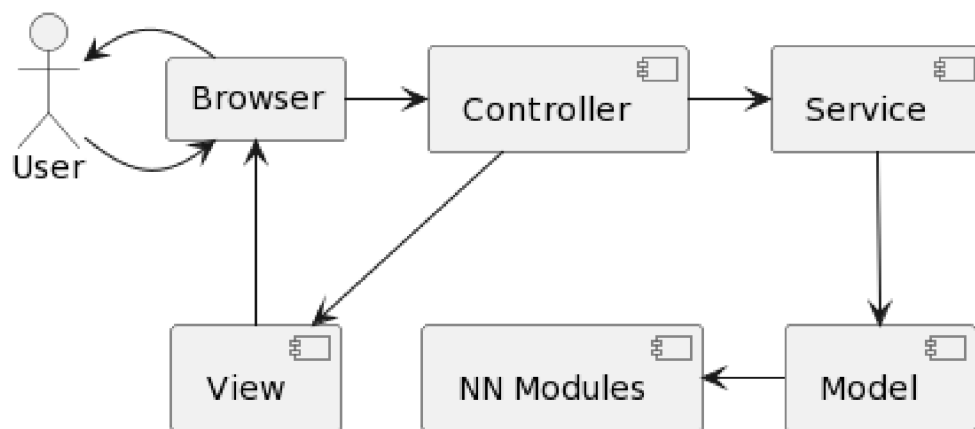 User
Browser
Controller
Service
View
NN Modules
Model